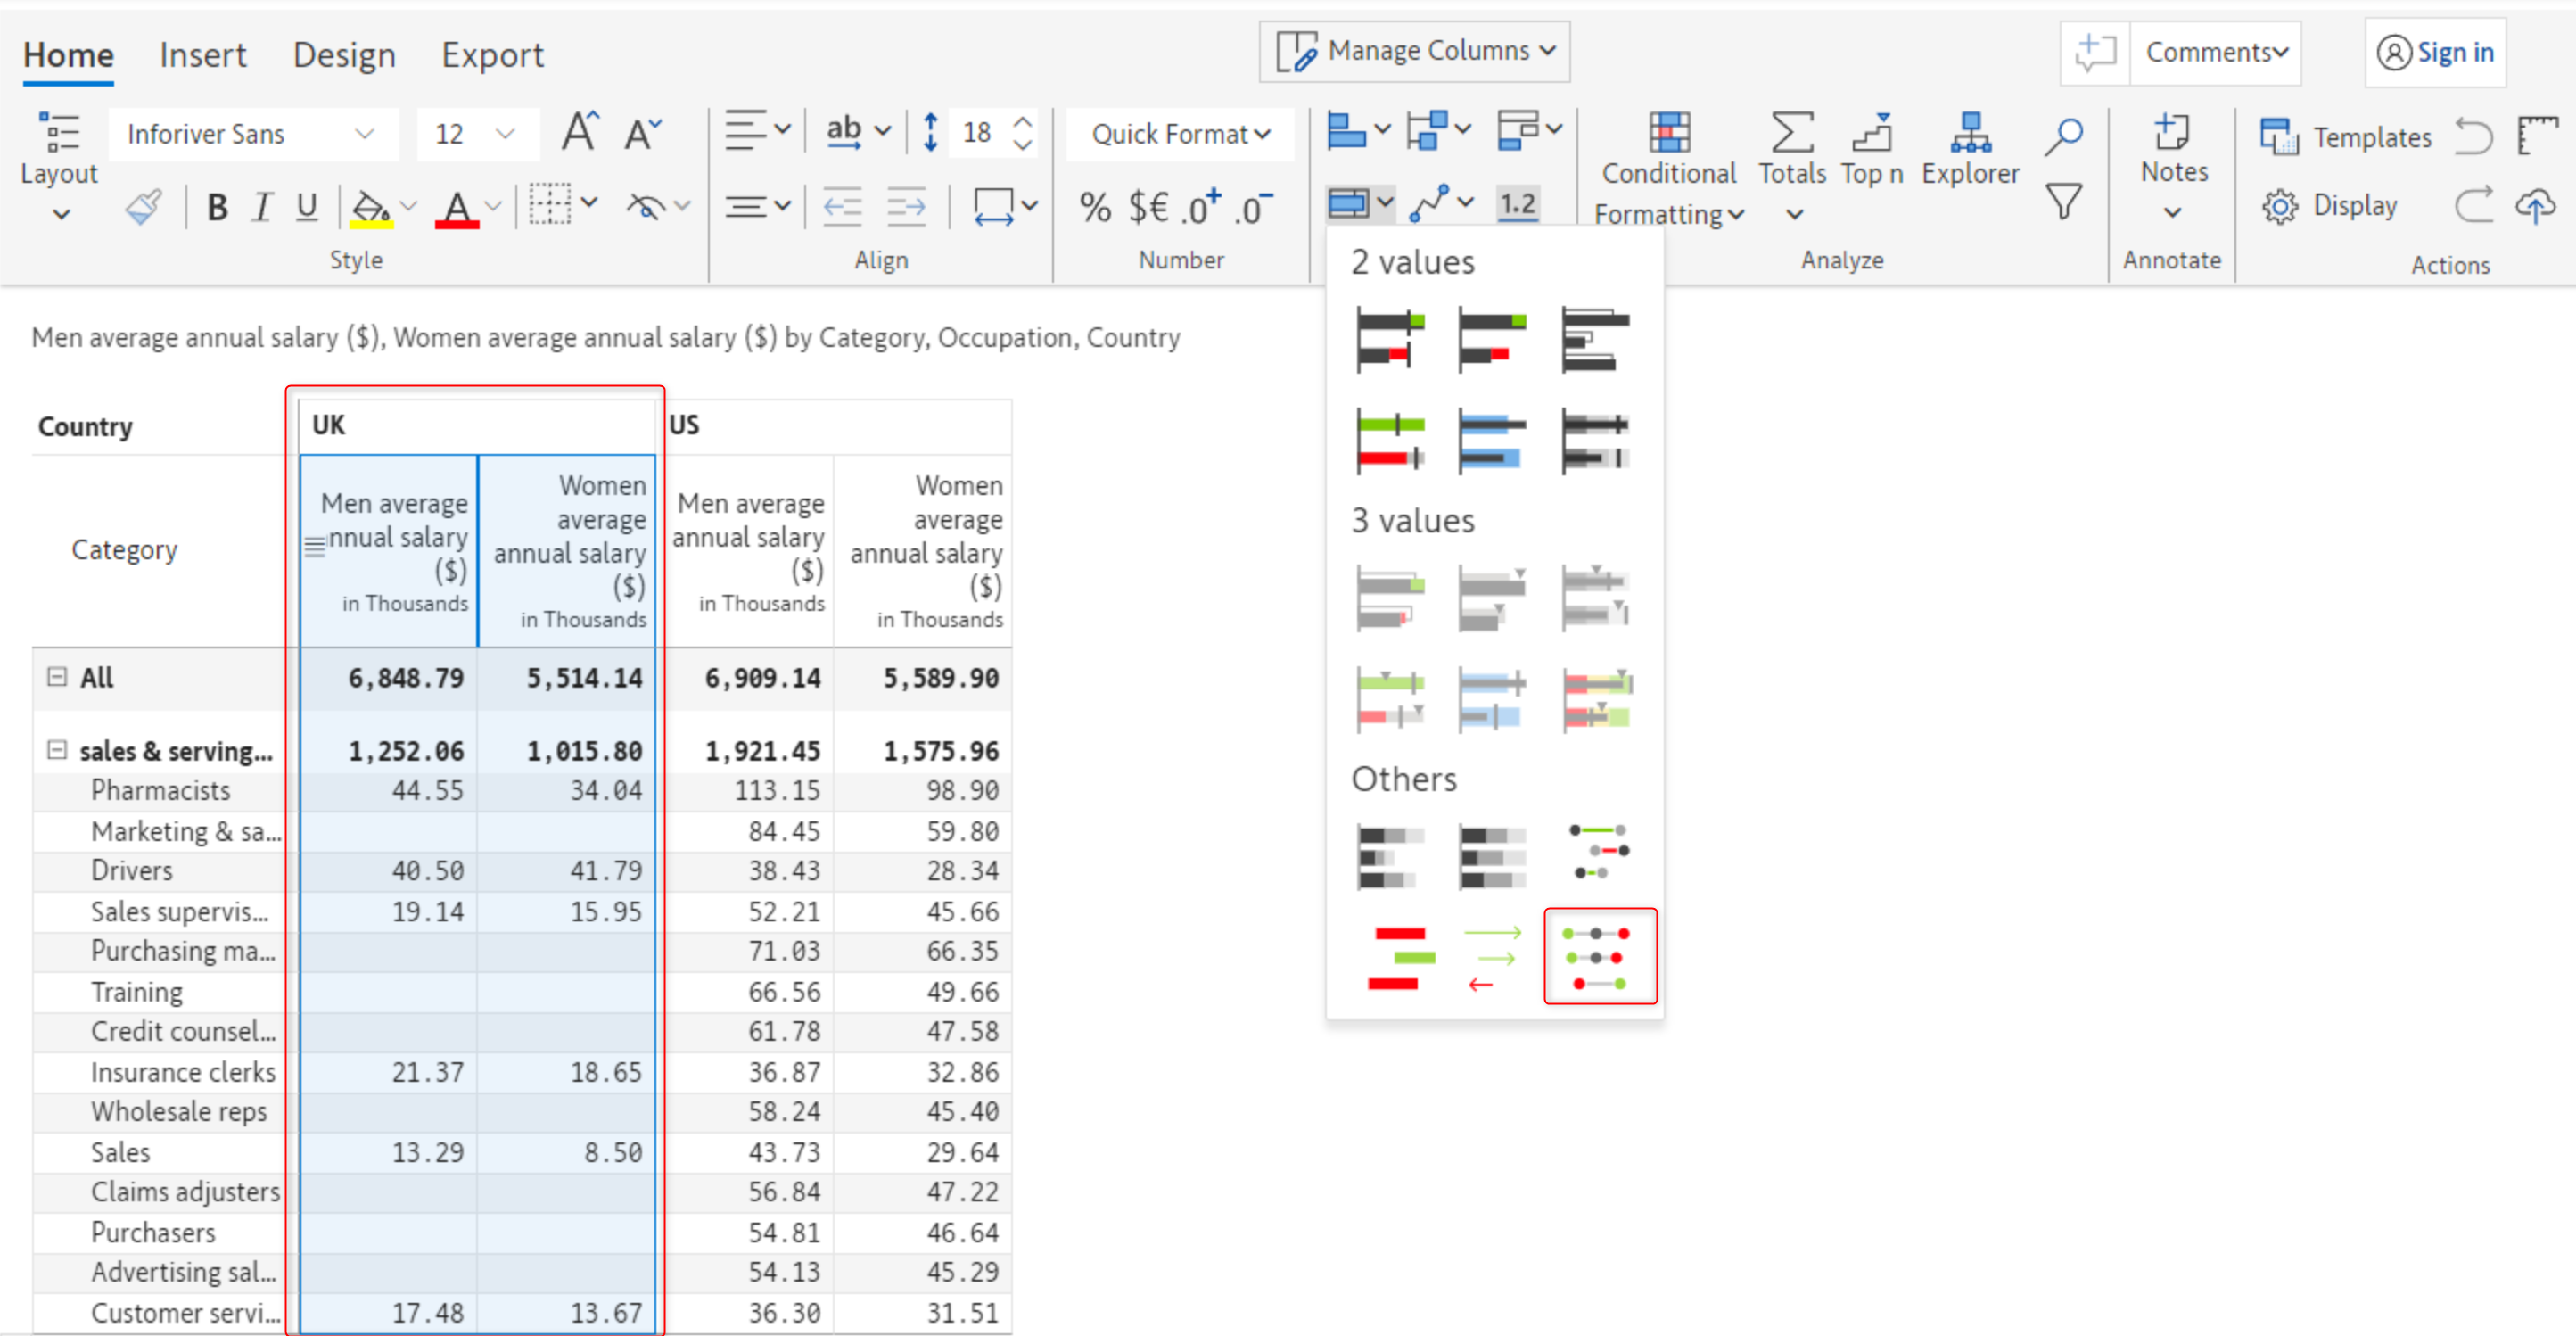 Home Insert Design Export Manage Columns Comments Sign in
Layout Inforiver Sans 12 A A ab 18 Quick Format Conditional Formatting Totals Top n Explorer Notes Templates
B I U A % $€ .0+ .0- 1.2 Display
Style Align Number Analyze Annotate Actions
2 values
3 values
Others
Men average annual salary ($), Women average annual salary ($) by Category, Occupation, Country
Country UK US
Category
Men average
nnual salary
($)
in Thousands
Women
average
annual salary
($)
in Thousands
Men average
annual salary
($)
in Thousands
Women
average
annual salary
($)
in Thousands
All 6,848.79 5,514.14 6,909.14 5,589.90
sales & serving... 1,252.06 1,015.80 1,921.45 1,575.96
Pharmacists 44.55 34.04 113.15 98.90
Marketing & sa... 84.45 59.80
Drivers 40.50 41.79 38.43 28.34
Sales supervis... 19.14 15.95 52.21 45.66
Purchasing ma... 71.03 66.35
Training 66.56 49.66
Credit counsel... 61.78 47.58
Insurance clerks 21.37 18.65 36.87 32.86
Wholesale reps 58.24 45.40
Sales 13.29 8.50 43.73 29.64
Claims adjusters 56.84 47.22
Purchasers 54.81 46.64
Advertising sal... 54.13 45.29
Customer servi... 17.48 13.67 36.30 31.51